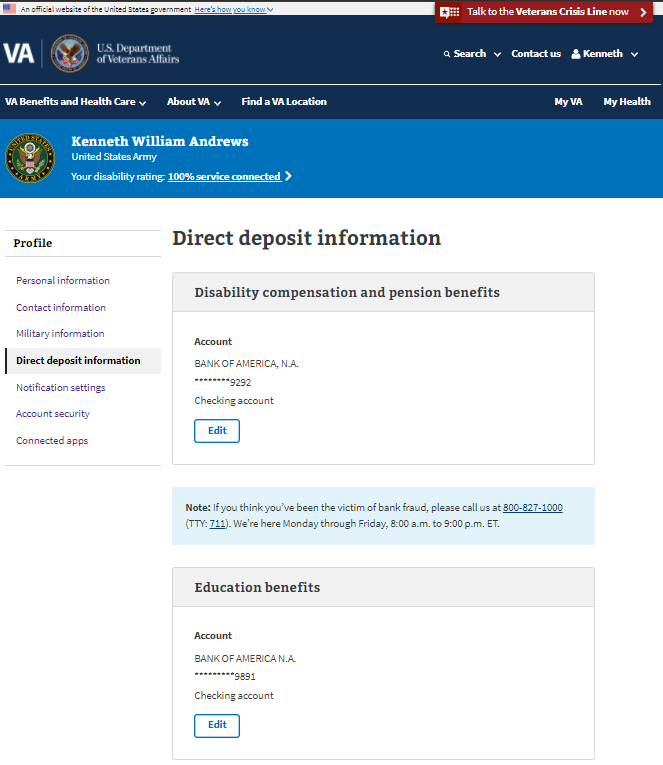 An official website of the United States government Here's how you know
Talk to the Veterans Crisis Line now
VA
U.S. Department
of Veterans Affairs
Search Contact us Kenneth
VA Benefits and Health Care About VA Find a VA Location My VA My Health
Kenneth William Andrews
United States Army
Your disability rating: 100% service connected
Profile
Personal information
Contact information
Military information
Direct deposit information
Notification settings
Account security
Connected apps
Direct deposit information
Disability compensation and pension benefits
Account
BANK OF AMERICA, N.A.
********9292
Checking account
Edit
Note: If you think you've been the victim of bank fraud, please call us at 800-827-1000
(TTY: 711). We're here Monday through Friday, 8:00 a.m. to 9:00 p.m. ET.
Education benefits
Account
BANK OF AMERICA N.A.
*********9891
Checking account
Edit